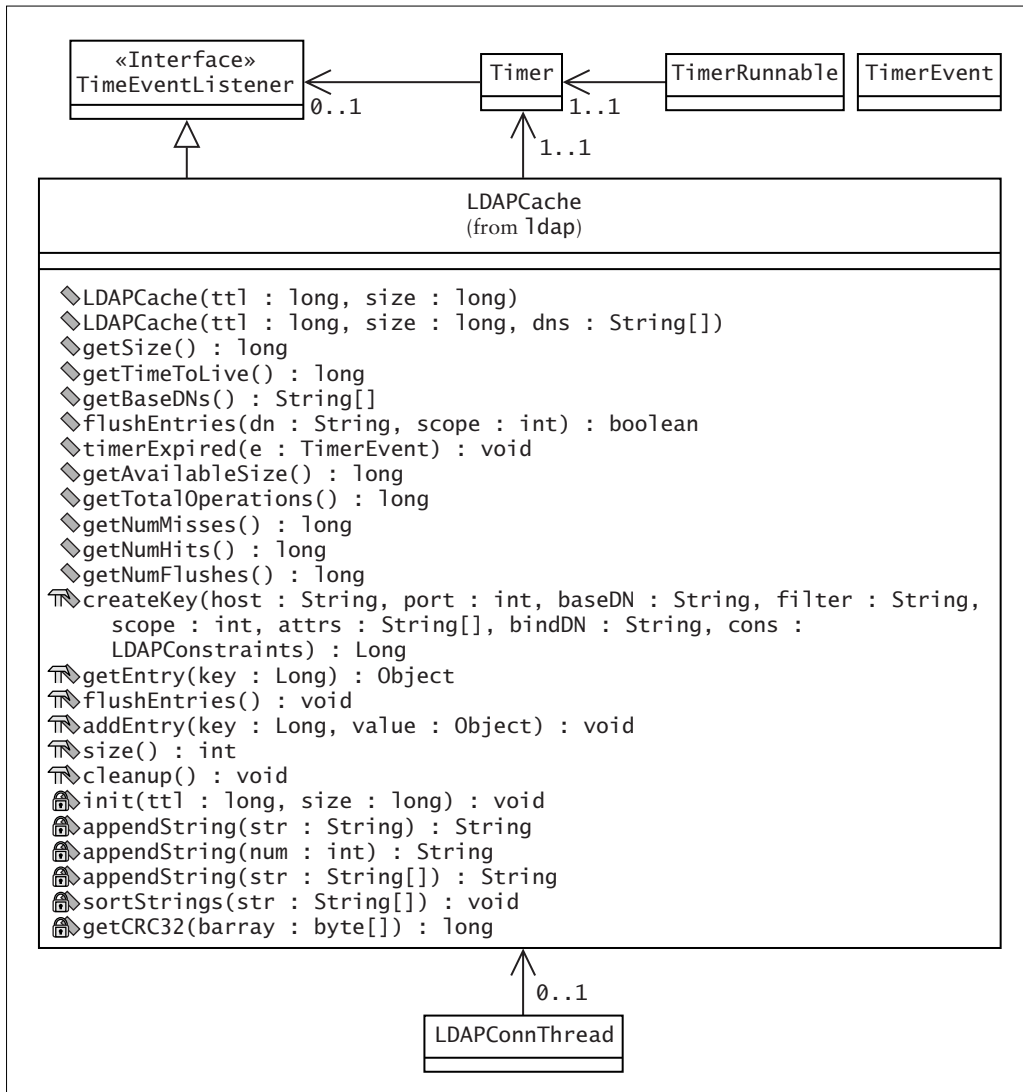 «Interface»
TimeEventListener
Timer
TimerRunnable
TimerEvent
0..1
1..1
1..1
LDAPCache
(from ldap)
LDAPCache(ttl : long, size : long)
LDAPCache(ttl : long, size : long, dns : String[])
getSize() : long
getTimeToLive() : long
getBaseDNs() : String[]
flushEntries(dn : String, scope : int) : boolean
timerExpired(e : TimerEvent) : void
getAvailableSize() : long
getTotalOperations() : long
getNumMisses() : long
getNumHits() : long
getNumFlushes() : long
createKey(host : String, port : int, baseDN : String, filter : String,
scope : int, attrs : String[], bindDN : String, cons :
LDAPConstraints) : Long
getEntry(key : Long) : Object
flushEntries() : void
addEntry(key : Long, value : Object) : void
size() : int
cleanup() : void
init(ttl : long, size : long) : void
appendString(str : String) : String
appendString(num : int) : String
appendString(str : String[]) : String
sortStrings(str : String[]) : void
getCRC32(barray : byte[]) : long
0..1
LDAPConnThread